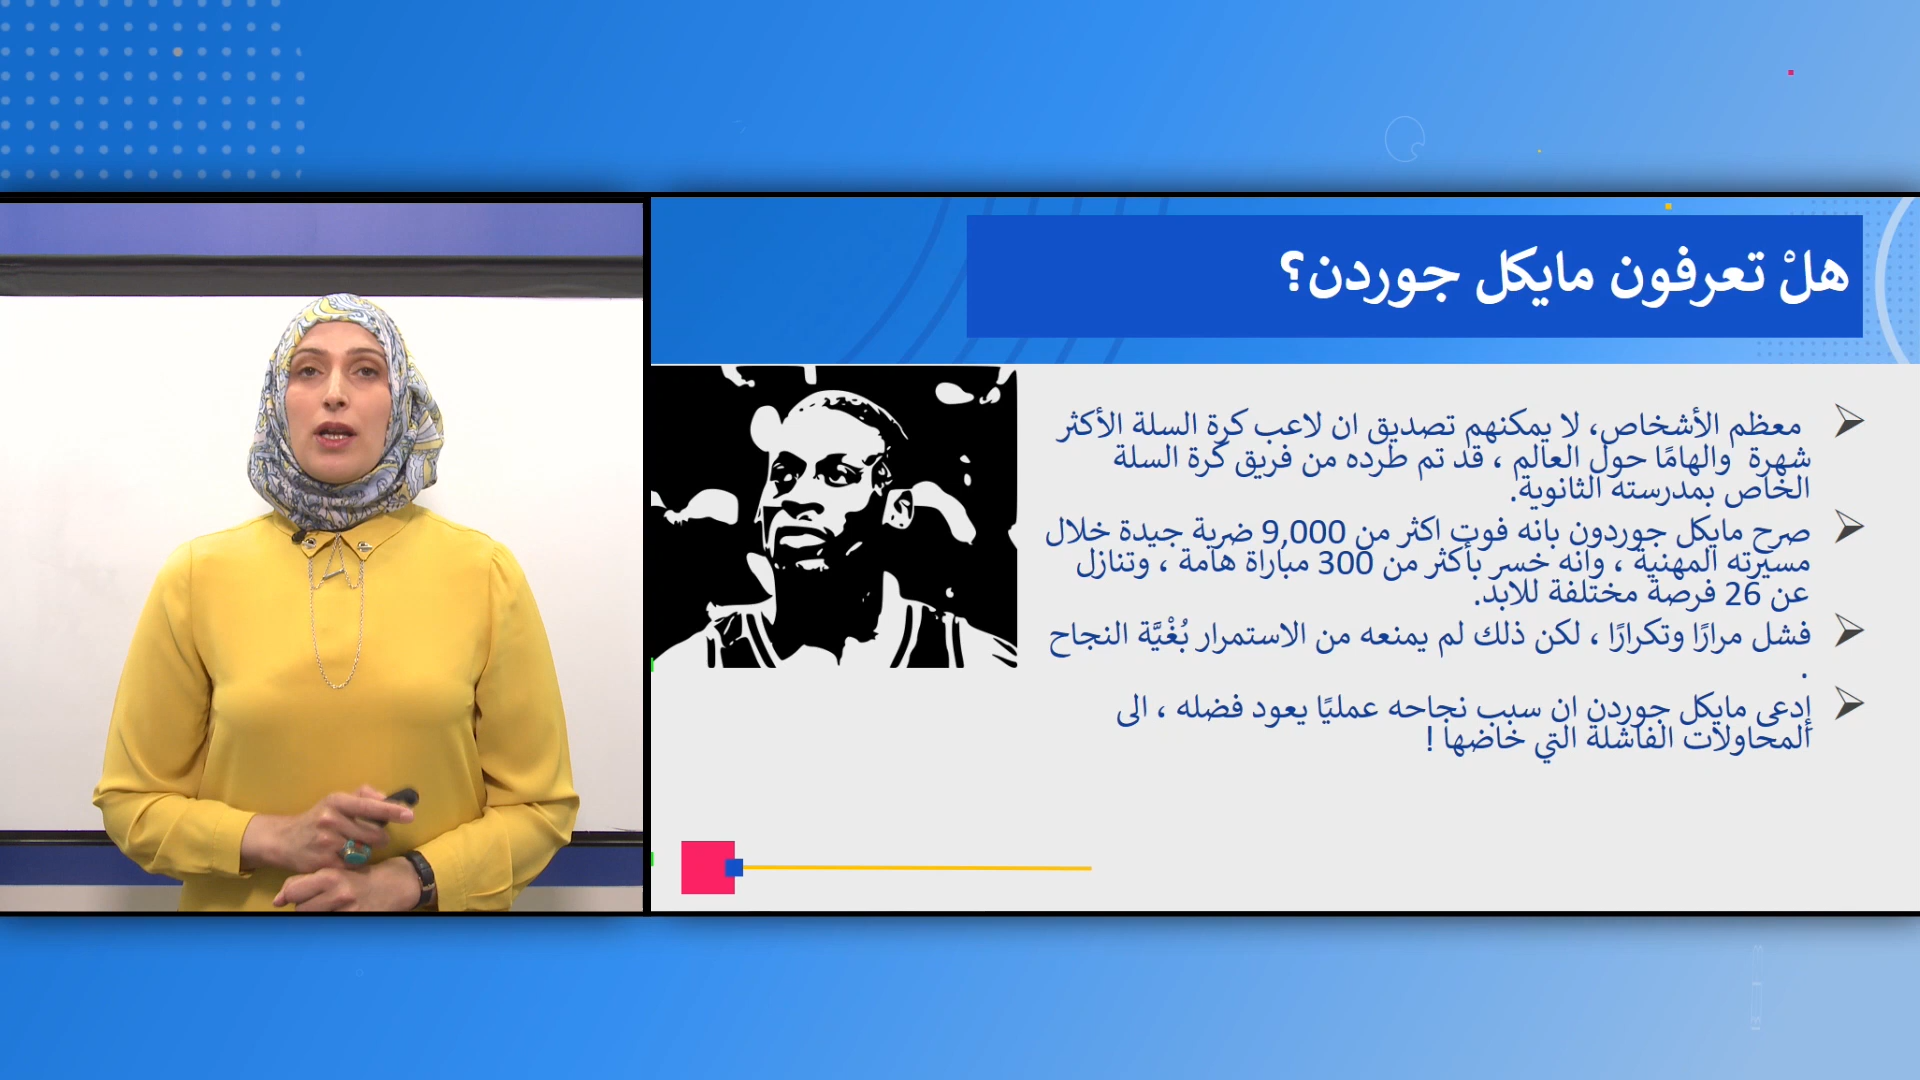 هلْ تعرفون مايكل جوردن؟
معظم الأشخاص، لا يمكنهم تصديق ان لاعب كرة السلة الأكثر
شهرة والهامًا حول العالم ، قد تم طرده من فريق كرة السلة
الخاص بمدرسته الثانوية.
صرح مايكل جوردون بانه فوت اكثر من 9,000 ضربة جيدة خلال
مسيرته المهنية ، وانه خسر بأكثر من 300 مباراة هامة ، وتنازل
عن 26 فرصة مختلفة للابد.
فشل مرارًا وتكرارًا ، لكن ذلك لم يمنعه من الاستمرار بُغْيَّة النجاح
.
إدعى مايكل جوردن ان سبب نجاحه عمليًا يعود فضله ، الى
المحاولات الفاشلة التي خاضها !